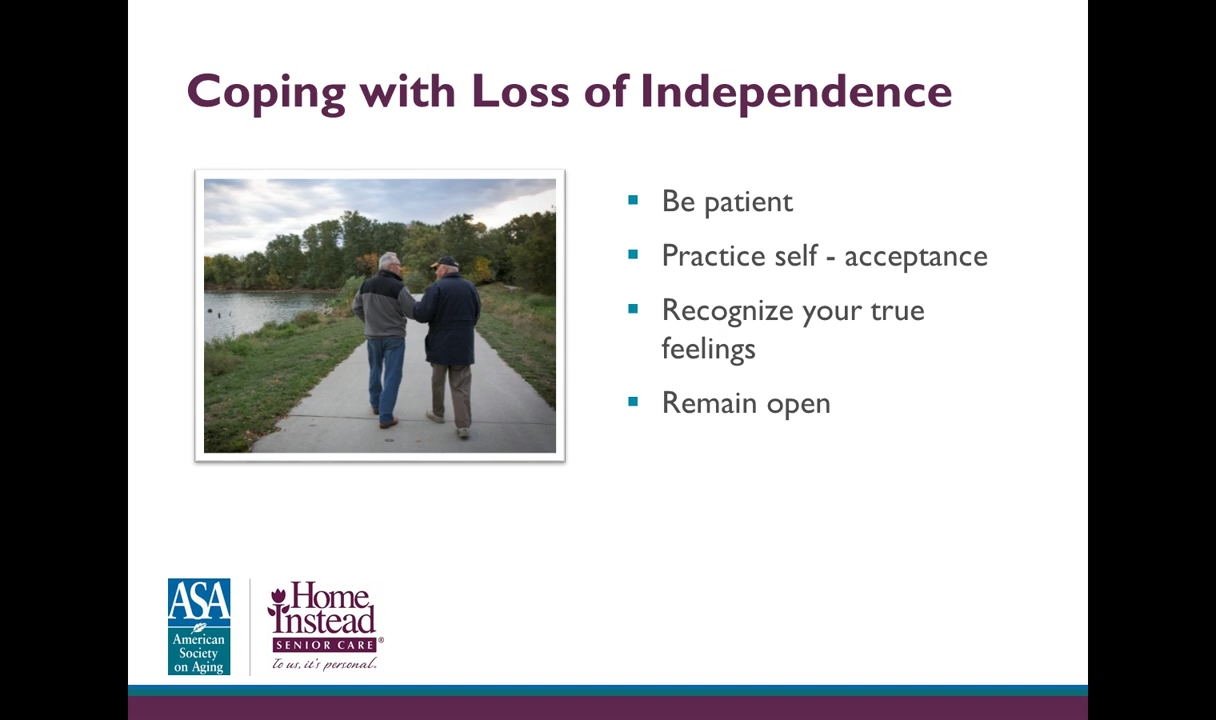 Coping with Loss of Independence
Be patient
Practice self - acceptance
Recognize your true
feelings
Remain open
ASA
American
Society
on Aging
Home
Instead
SENIOR CARE®
To us, it's personal.